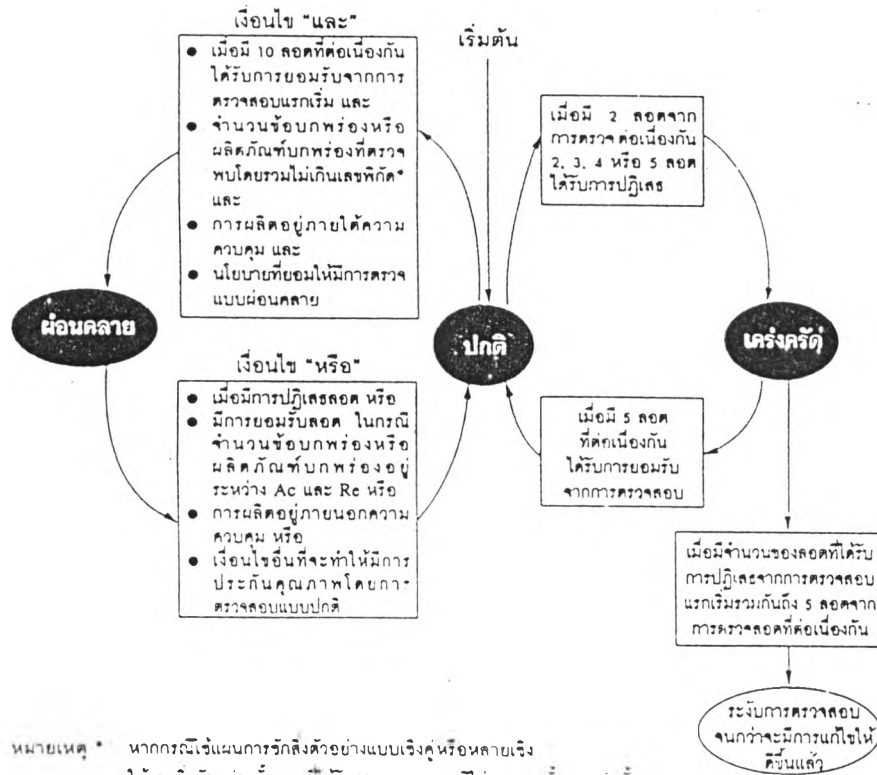 เงื่อนไข "และ"
● เมื่อมี 10 ลอตที่ต่อเนื่องกัน
ได้รับการยอมรับจากการ
ตรวจสอบแรกเริ่ม และ
● จำนวนข้อบกพร่องหรือ
ผลิตภัณฑ์บกพร่องที่ตรวจ
พบโดยรวมไม่เกินเลขพิกัด*
และ
● การผลิตอยู่ภายใต้ความ
ควบคุม และ
● นโยบายที่ยอมให้มีการตรวจ
แบบผ่อนคลาย
เริ่มต้น
เมื่อมี 2 ลอตจาก
การตรวจ ต่อเนื่องกัน
2, 3, 4 หรือ 5 ลอต
ได้รับการปฏิเสธ
ผ่อนคลาย
ปกติ
เคร่งครัด
เงื่อนไข "หรือ"
● เมื่อมีการปฏิเสธลอต หรือ
● มีการยอมรับลอต ในกรณี
จำนวนข้อบกพร่องหรือ
ผลิตภัณฑ์บกพร่องอยู่
ระหว่าง Ac และ Re หรือ
● การผลิตอยู่ภายนอกความ
ควบคุม หรือ
● เงื่อนไขอื่นที่จะทำให้มีการ
ประกันคุณภาพโดยการ
ตรวจสอบแบบปกติ
เมื่อมี 5 ลอต
ที่ต่อเนื่องกัน
ได้รับการยอมรับ
จากการตรวจสอบ
เมื่อมีจำนวนของลอตที่ได้รับ
การปฏิเสธจากการตรวจสอบ
แรกเริ่มรวมกันถึง 5 ลอตจาก
การตรวจลอตที่ต่อเนื่องกัน
ระงับการตรวจสอบ
จนกว่าจะมีการแก้ไขให้
ดีขึ้นแล้ว
หมายเหตุ * หากกรณีใช้แผนการชักสิ่งตัวอย่างแบบเชิงคู่หรือหลายเชิง